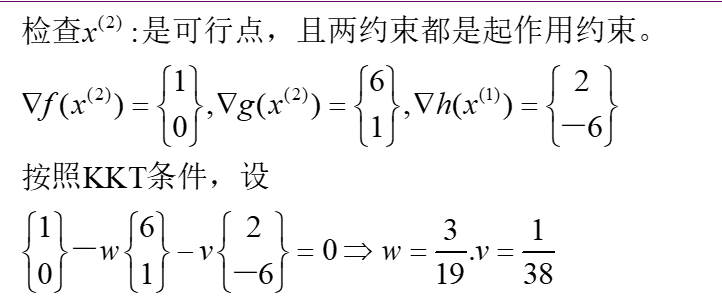 检查x^{(2)}:是可行点，且两约束都是起作用约束。
∇f(x^{(2)}) = {1 0}, ∇g(x^{(2)}) = {6 1}, ∇h(x^{(1)}) = {2 −6}
按照KKT条件，设
{1 0} − w{6 1} − v{2 −6} = 0 ⇒ w = 3/19 . v = 1/38